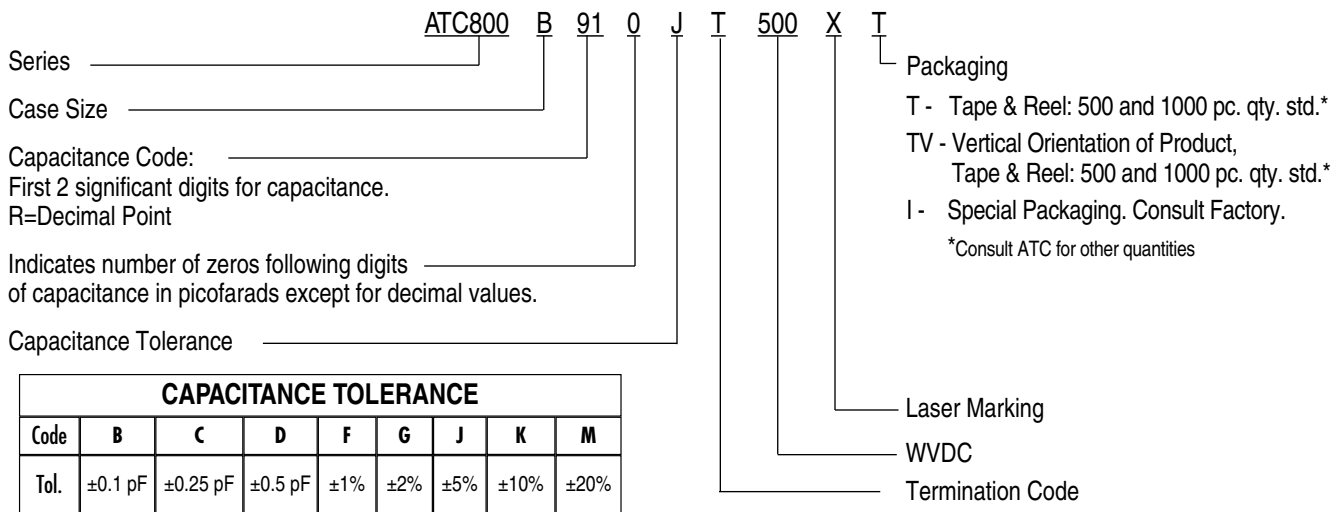 ATC800 B 91 0 J T 500 X T
Series
Case Size
Capacitance Code:
First 2 significant digits for capacitance.
R=Decimal Point
Indicates number of zeros following digits
of capacitance in picofarads except for decimal values.
Capacitance Tolerance
CAPACITANCE TOLERANCE
Code B C D F G J K M
Tol. ±0.1 pF ±0.25 pF ±0.5 pF ±1% ±2% ±5% ±10% ±20%
Packaging
T - Tape & Reel: 500 and 1000 pc. qty. std.*
TV - Vertical Orientation of Product,
Tape & Reel: 500 and 1000 pc. qty. std.*
I - Special Packaging. Consult Factory.
*Consult ATC for other quantities
Laser Marking
WVDC
Termination Code